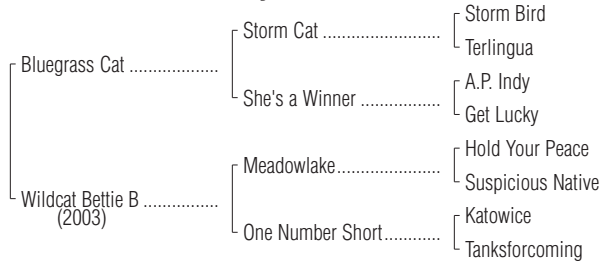 Storm Bird
Storm Cat ........................
Terlingua
Bluegrass Cat ..................
A.P. Indy
She's a Winner ................
Get Lucky
Hold Your Peace
Meadowlake.....................
Suspicious Native
Wildcat Bettie B ...............
(2003)
Katowice
One Number Short............
Tanksforcoming